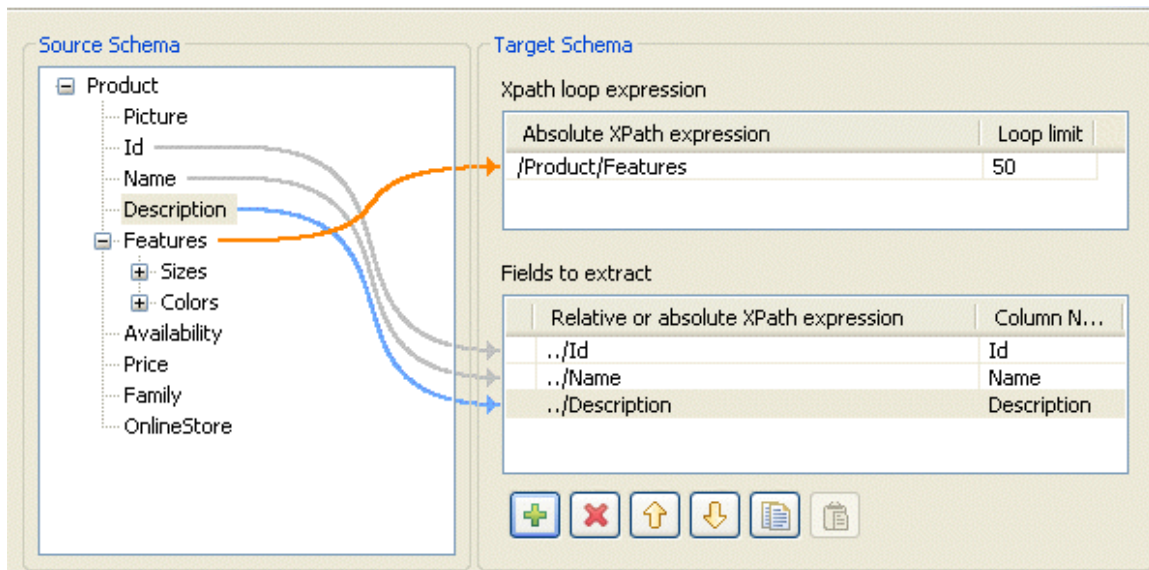 Source Schema
Product
Picture
Id
Name
Description
Features
Sizes
Colors
Availability
Price
Family
OnlineStore
Target Schema
Xpath loop expression
Absolute XPath expression Loop limit
/Product/Features 50
Fields to extract
Relative or absolute XPath expression Column N...
../Id Id
../Name Name
../Description Description